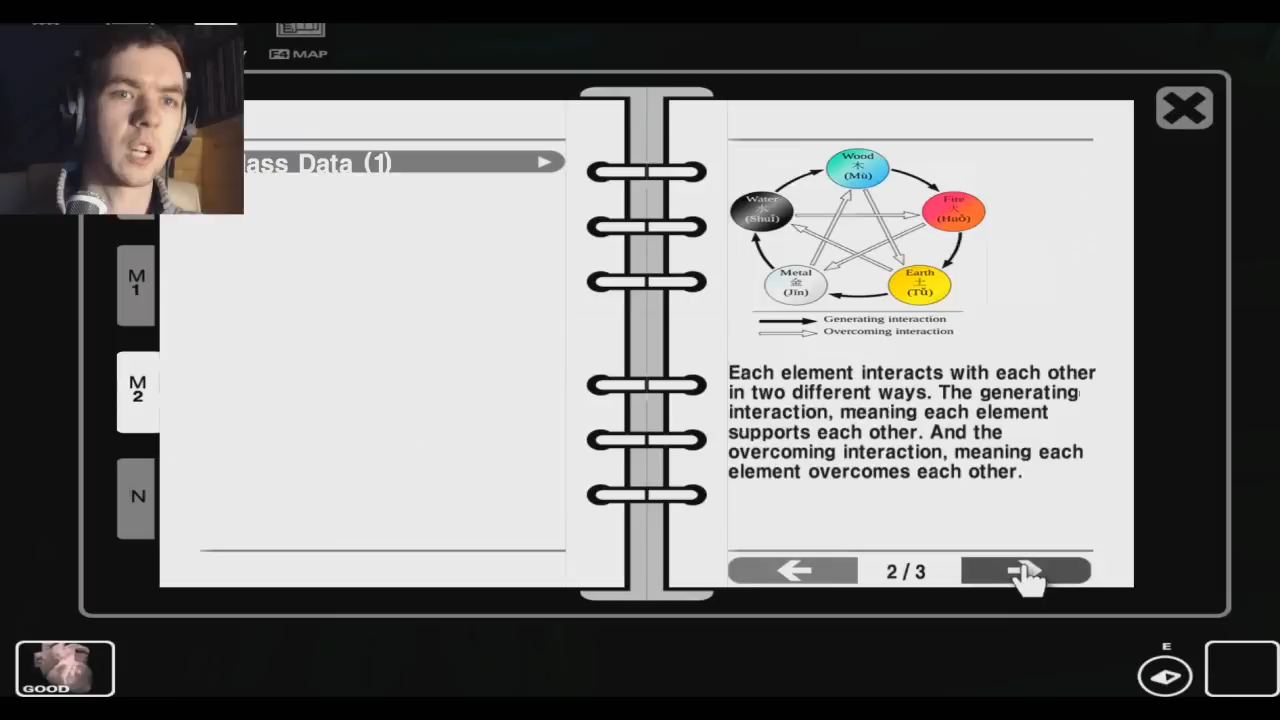 F4 MAP
ass Data (1)
M
1
M
2
N
Wood
木
(Mù)
Water
水
(Shuǐ)
Fire
火
(Huǒ)
Metal
金
(Jīn)
Earth
土
(Tǔ)
Generating interaction
Overcoming interaction
Each element interacts with each other
in two different ways. The generating
interaction, meaning each element
supports each other. And the
overcoming interaction, meaning each
element overcomes each other.
2 / 3
GOOD
E